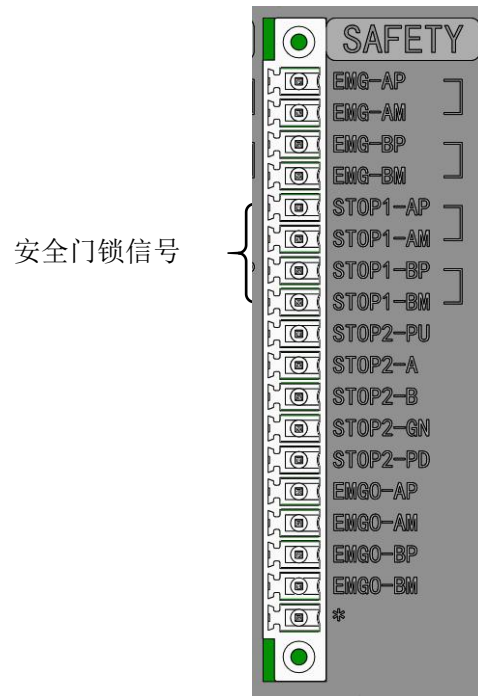 SAFETY
EMG-AP
EMG-AM
EMG-BP
EMG-BM
STOP1-AP
STOP1-AM
安全门锁信号
STOP1-BP
STOP1-BM
STOP2-PU
STOP2-A
STOP2-B
STOP2-GN
STOP2-PD
EMGO-AP
EMGO-AM
EMGO-BP
EMGO-BM
*